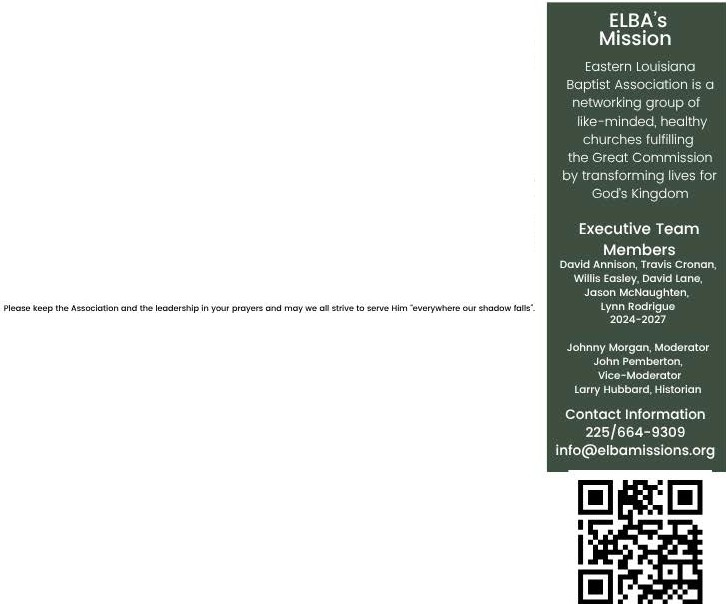 Please keep the Association and the leadership in your prayers and may we all strive to serve Him "everywhere our shadow falls".
ELBA's
Mission
Eastern Louisiana
Baptist Association is a
networking group of
like-minded, healthy
churches fulfilling
the Great Commission
by transforming lives for
God's Kingdom
Executive Team
Members
David Annison, Travis Cronan,
Willis Easley, David Lane,
Jason McNaughten,
Lynn Rodrigue
2024-2027
Johnny Morgan, Moderator
John Pemberton,
Vice-Moderator
Larry Hubbard, Historian
Contact Information
225/664-9309
info@elbamissions.org